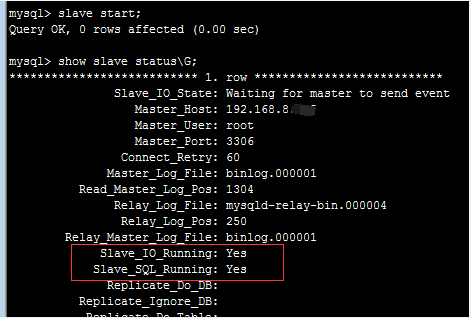 mysql> slave start;
Query OK, 0 rows affected (0.00 sec)
mysql> show slave status\G;
*************************** 1. row ***************************
Slave_IO_State: Waiting for master to send event
Master_Host: 192.168.8.
Master_User: root
Master_Port: 3306
Connect_Retry: 60
Master_Log_File: binlog.000001
Read_Master_Log_Pos: 1304
Relay_Log_File: mysqld-relay-bin.000004
Relay_Log_Pos: 250
Relay_Master_Log_File: binlog.000001
Slave_IO_Running: Yes
Slave_SQL_Running: Yes
Replicate_Do_DB:
Replicate_Ignore_DB:
Replicate_Do_Table: